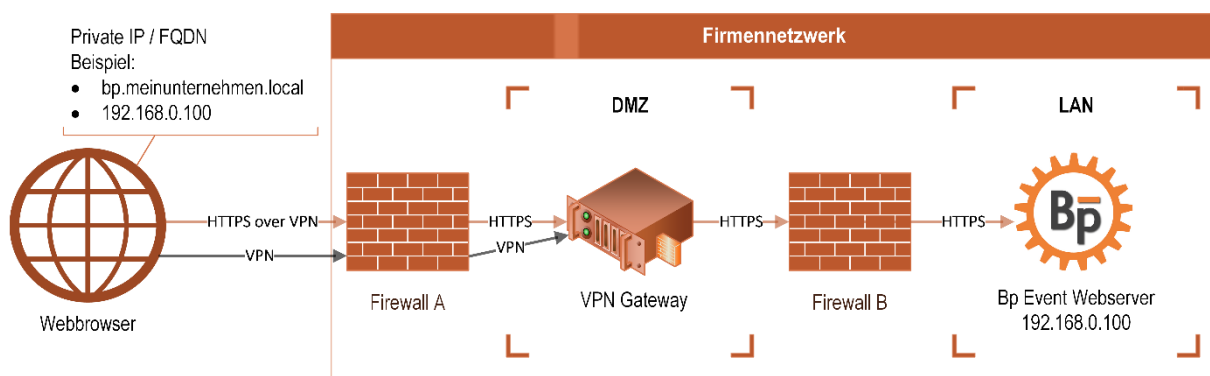 Private IP / FQDN
Beispiel:
• bp.meinunternehmen.local
• 192.168.0.100
Firmennetzwerk
DMZ
LAN
HTTPS over VPN
HTTPS
HTTPS
HTTPS
VPN
VPN
Bp
Webbrowser
Firewall A
VPN Gateway
Firewall B
Bp Event Webserver
192.168.0.100